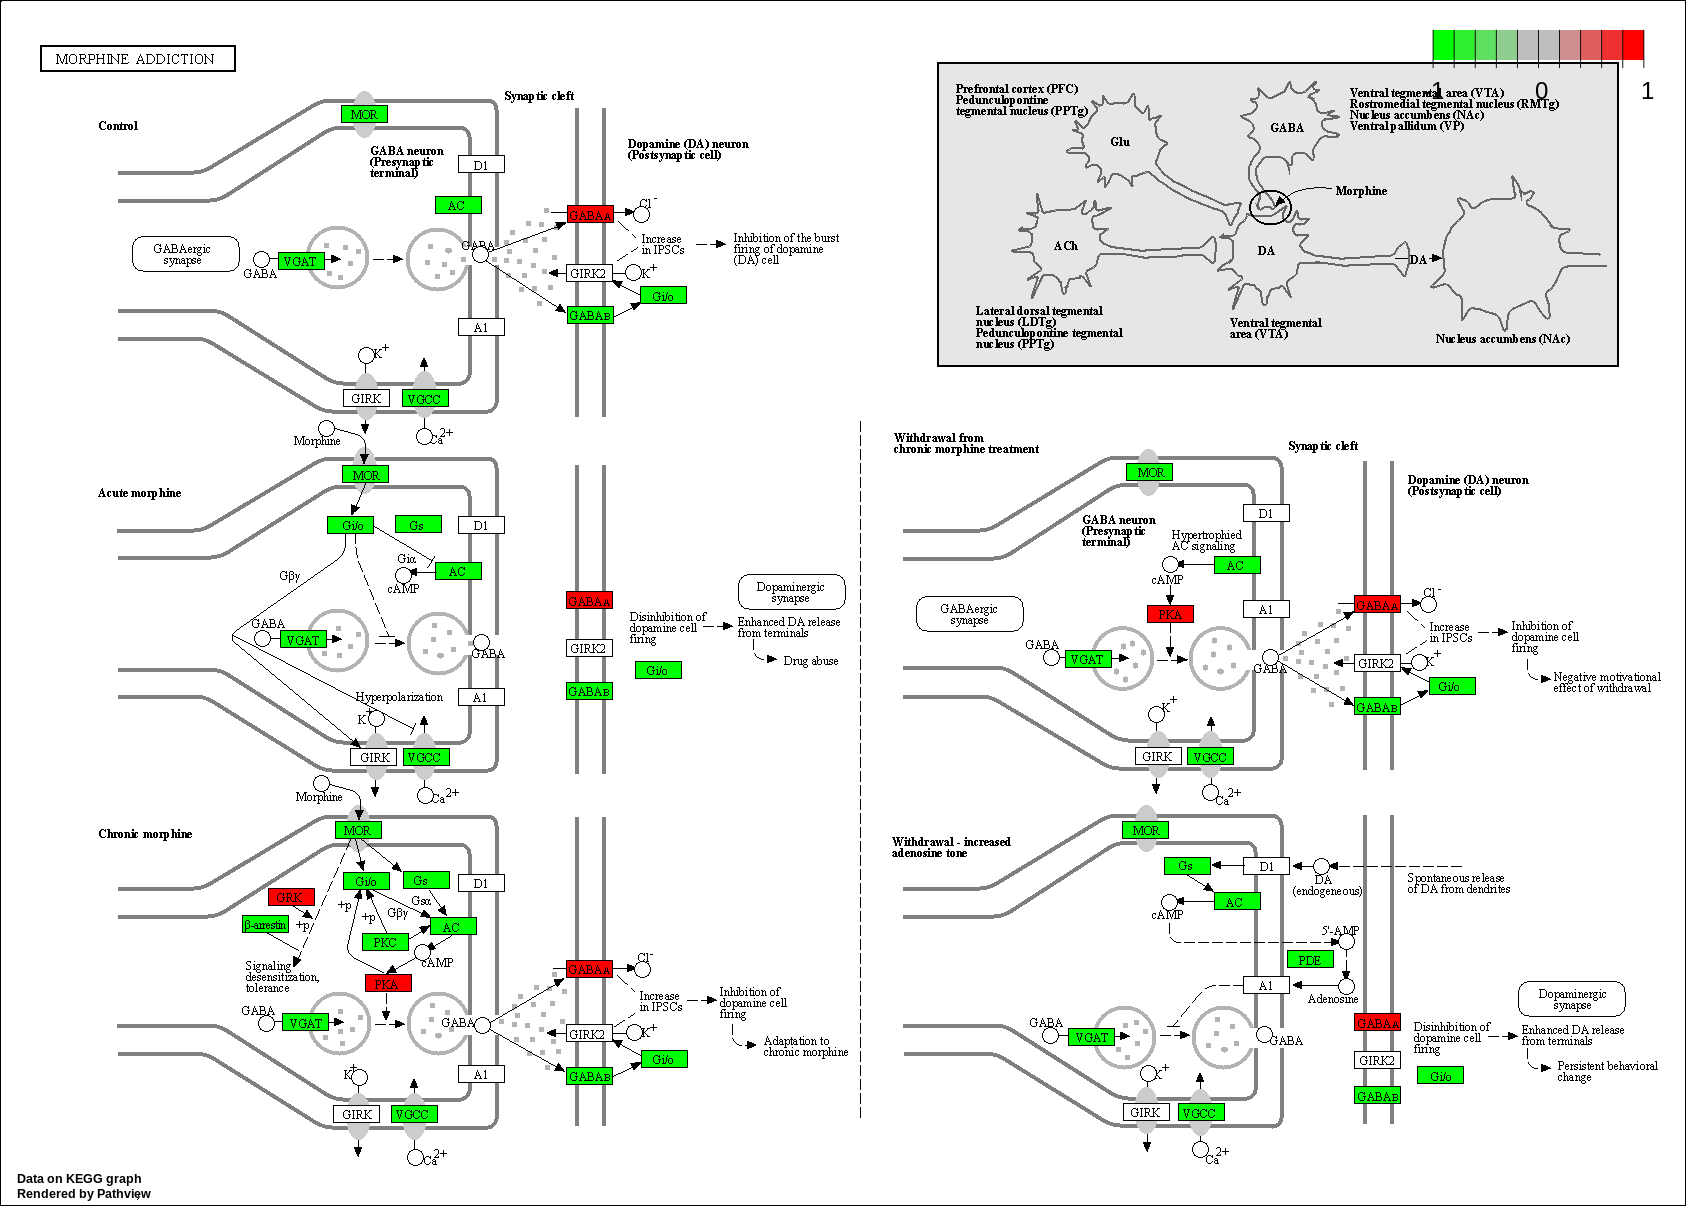 MORPHINE ADDICTION
-1
0
1
Control
MOR
GABA neuron
(Presynaptic
terminal)
Synaptic cleft
Dopamine (DA) neuron
(Postsynaptic cell)
D1
AC
GABAergic
synapse
GABA
VGAT
GABA
GABAA
Cl-
Increase
in IPSCs
Inhibition of the burst
firing of dopamine
(DA) cell
GIRK2
K+
Gi/o
GABAB
A1
K+
GIRK
VGCC
Ca2+
Prefrontal cortex (PFC)
Pedunculopontine
tegmental nucleus (PPTg)
Glu
GABA
Ventral tegmental area (VTA)
Rostromedial tegmental nucleus (RMTg)
Nucleus accumbens (NAc)
Ventral pallidum (VP)
Morphine
ACh
DA
DA
Lateral dorsal tegmental
nucleus (LDTg)
Pedunculopontine tegmental
nucleus (PPTg)
Ventral tegmental
area (VTA)
Nucleus accumbens (NAc)
Morphine
Acute morphine
MOR
Gi/o
Gs
D1
Giα
AC
cAMP
Gβγ
GABA
VGAT
GABA
Hyperpolarization
A1
K+
GIRK
VGCC
Ca2+
GABAA
GIRK2
GABAB
Gi/o
Disinhibition of
dopamine cell
firing
Dopaminergic
synapse
Enhanced DA release
from terminals
Drug abuse
Morphine
Chronic morphine
MOR
Gi/o
Gs
D1
GRK
β-arrestin
+p
+p
+p
Gβγ
Gsα
AC
PKC
cAMP
PKA
Signaling
desensitization,
tolerance
GABA
VGAT
GABA
A1
K+
GIRK
VGCC
Ca2+
GABAA
Cl-
Increase
in IPSCs
Inhibition of
dopamine cell
firing
GIRK2
K+
Gi/o
GABAB
Adaptation to
chronic morphine
Withdrawal from
chronic morphine treatment
Synaptic cleft
MOR
Dopamine (DA) neuron
(Postsynaptic cell)
GABA neuron
(Presynaptic
terminal)
D1
Hypertrophied
AC signaling
AC
cAMP
PKA
A1
GABAergic
synapse
GABA
VGAT
GABA
GABAA
Cl-
Increase
in IPSCs
Inhibition of
dopamine cell
firing
GIRK2
K+
Gi/o
GABAB
Negative motivational
effect of withdrawal
K+
GIRK
VGCC
Ca2+
Withdrawal - increased
adenosine tone
MOR
Gs
D1
DA
(endogeneous)
Spontaneous release
of DA from dendrites
AC
cAMP
5'-AMP
PDE
A1
Adenosine
GABA
VGAT
GABA
K+
GIRK
VGCC
Ca2+
GABAA
GIRK2
GABAB
Gi/o
Disinhibition of
dopamine cell
firing
Dopaminergic
synapse
Enhanced DA release
from terminals
Persistent behavioral
change
Data on KEGG graph
Rendered by Pathview